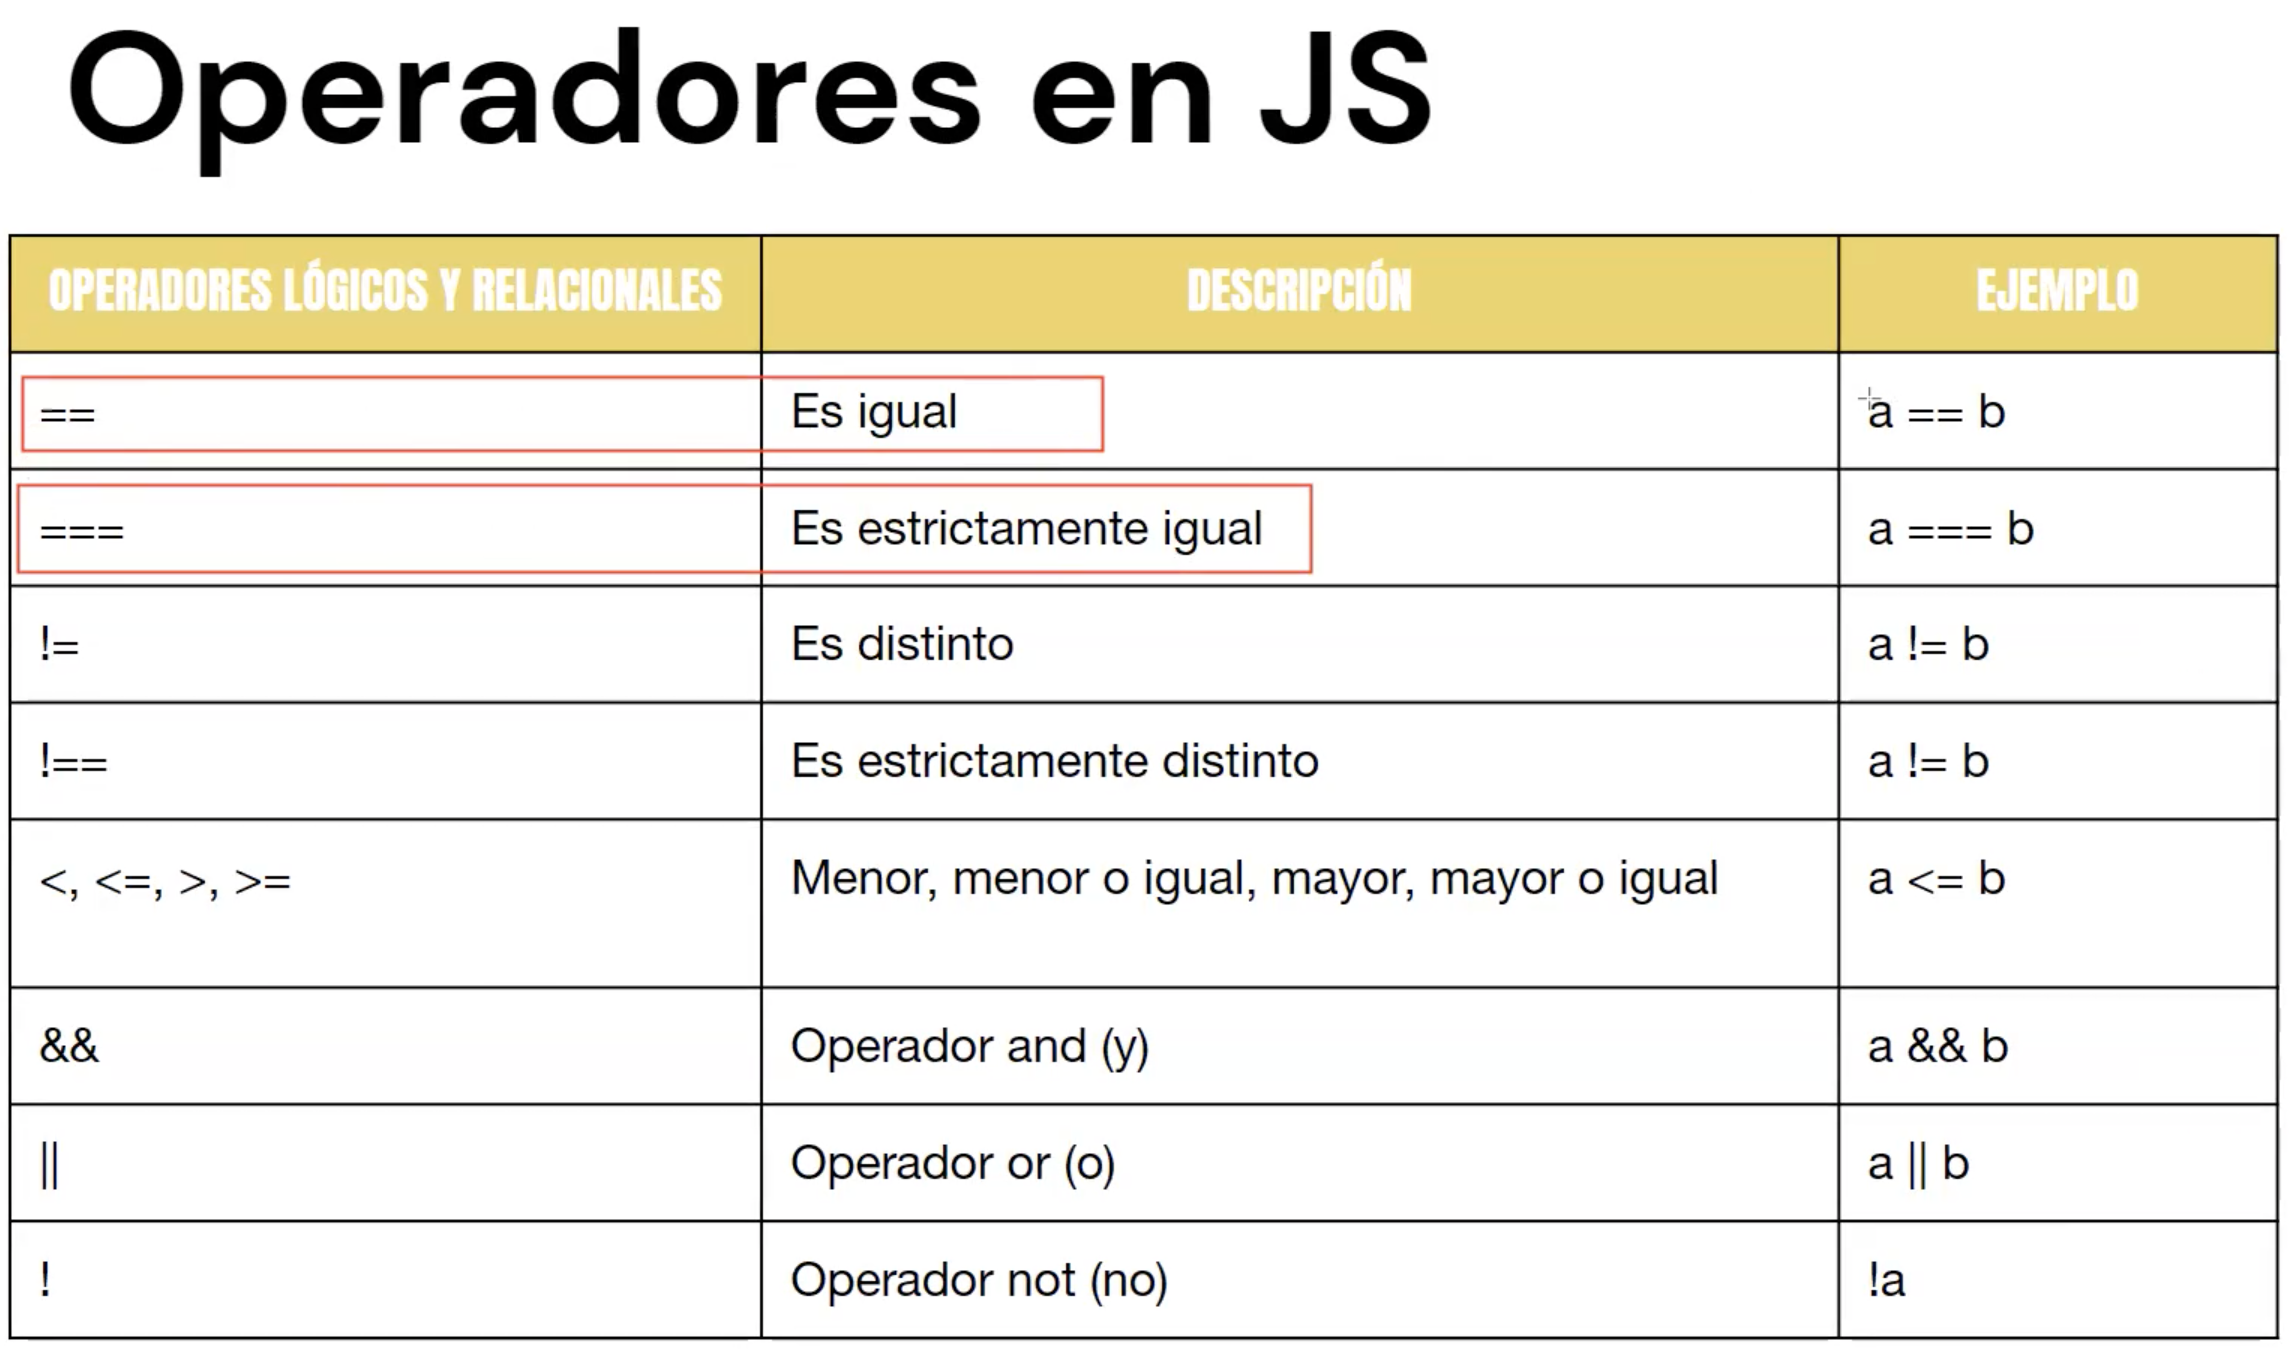 Operadores en JS
OPERADORES LÓGICOS Y RELACIONALES DESCRIPCIÓN EJEMPLO
== Es igual a == b
=== Es estrictamente igual a === b
!= Es distinto a != b
!== Es estrictamente distinto a != b
<, <=, >, >= Menor, menor o igual, mayor, mayor o igual a <= b
&& Operador and (y) a && b
|| Operador or (o) a || b
! Operador not (no) !a